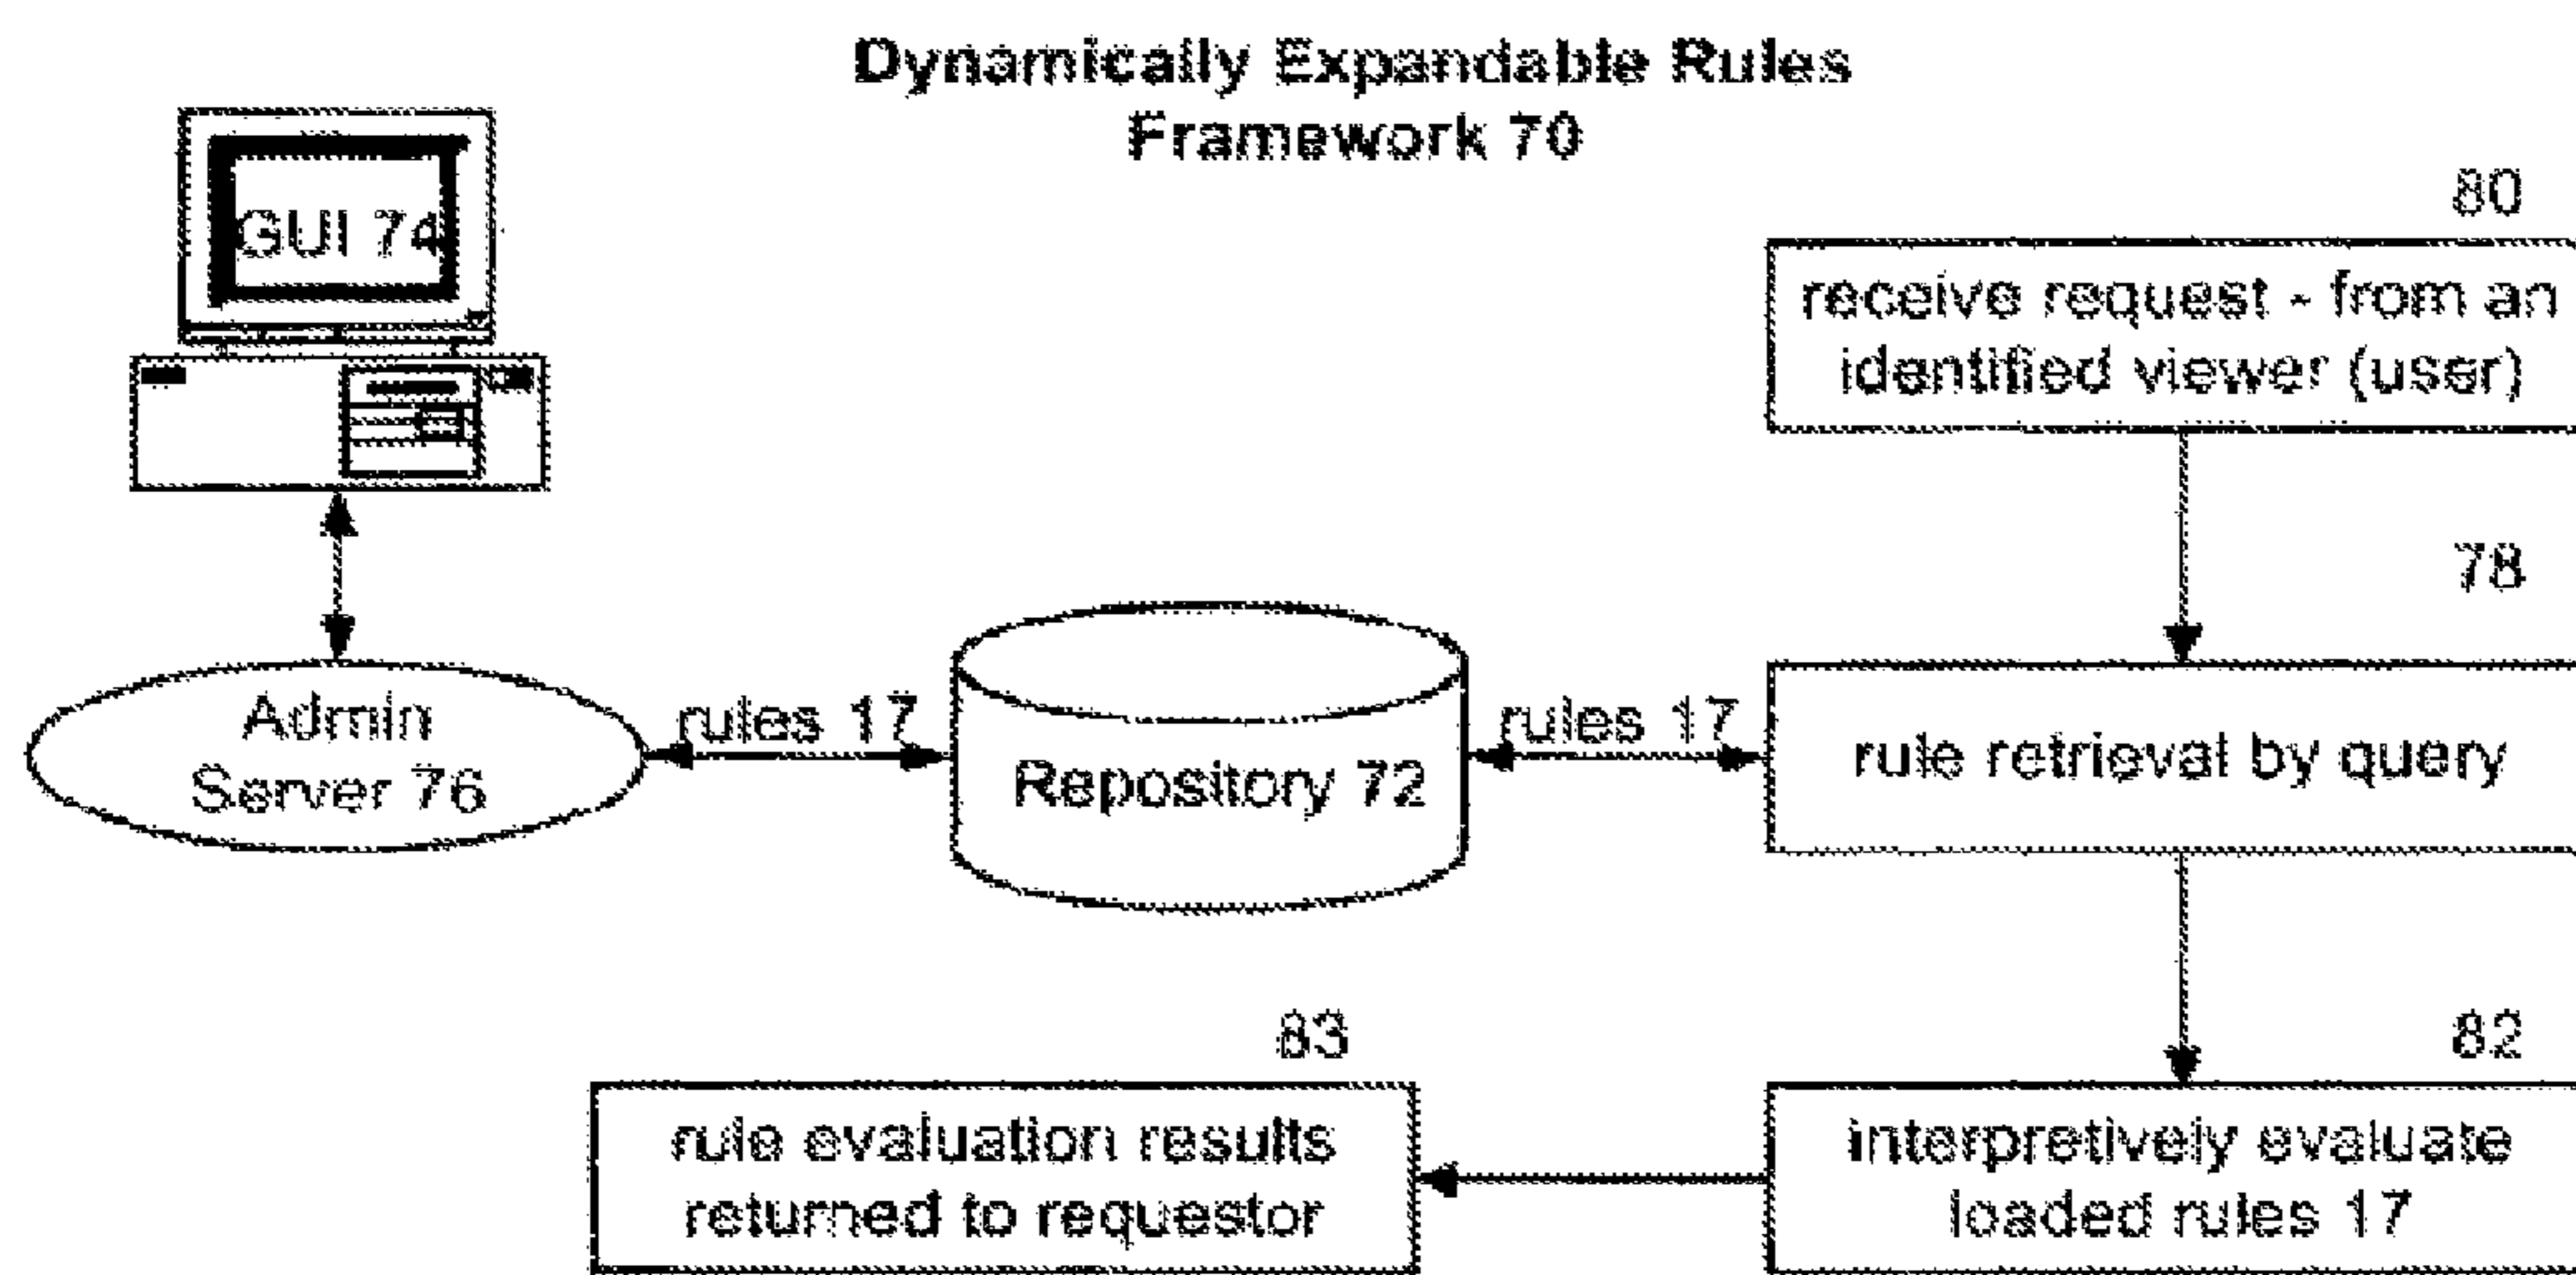 Dynamically Expandable Rules
Framework 70
GUI 74
80
receive request - from an
identified viewer (user)
78
Admin
Server 76
rules 17
Repository 72
rules 17
rule retrieval by query
83
rule evaluation results
returned to requestor
82
interpretively evaluate
loaded rules 17